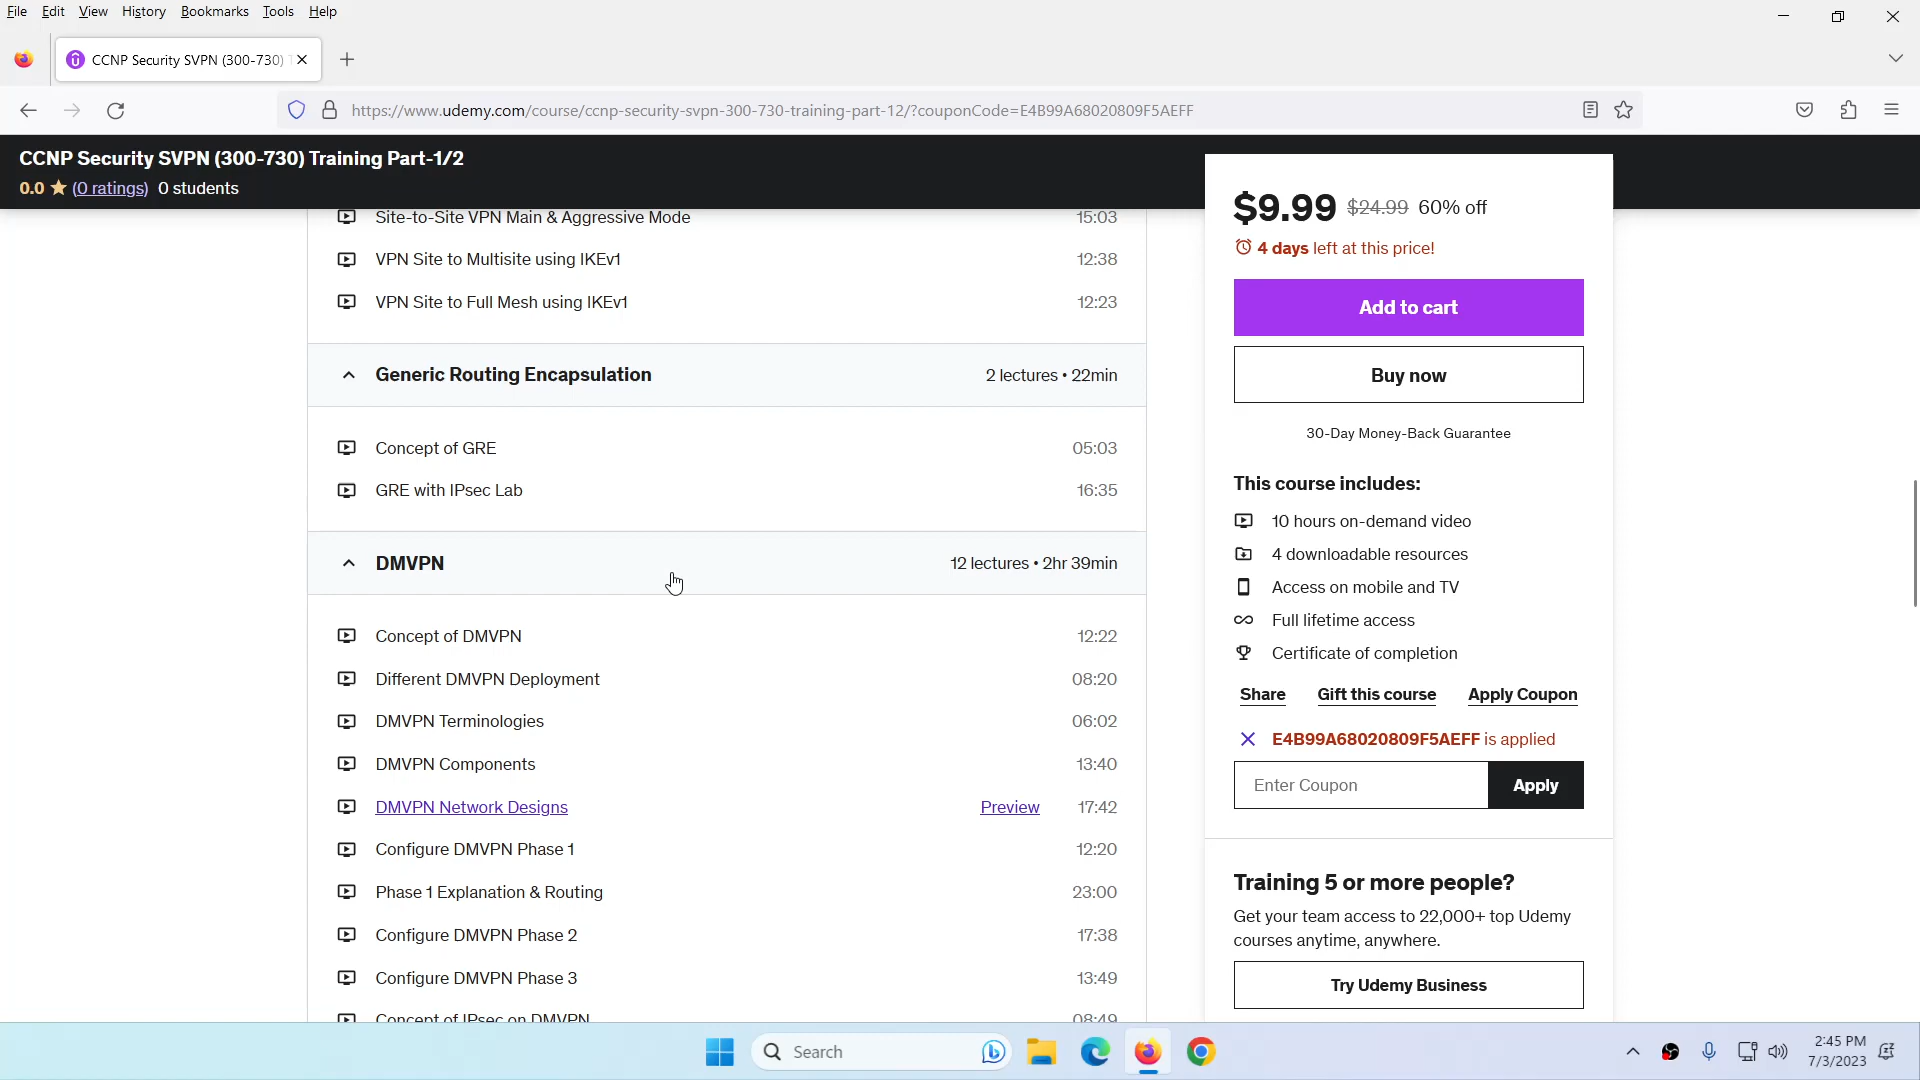 File Edit View History Bookmarks Tools Help
CCNP Security SVPN (300-730) T
https://www.udemy.com/course/ccnp-security-svpn-300-730-training-part-12/?couponCode=E4B99A68020809F5AEFF
CCNP Security SVPN (300-730) Training Part-1/2
0.0 ★ (0 ratings) 0 students
Site-to-Site VPN Main & Aggressive Mode 15:03
VPN Site to Multisite using IKEv1 12:38
VPN Site to Full Mesh using IKEv1 12:23
Generic Routing Encapsulation 2 lectures • 22min
Concept of GRE 05:03
GRE with IPsec Lab 16:35
DMVPN 12 lectures • 2hr 39min
Concept of DMVPN 12:22
Different DMVPN Deployment 08:20
DMVPN Terminologies 06:02
DMVPN Components 13:40
DMVPN Network Designs Preview 17:42
Configure DMVPN Phase 1 12:20
Phase 1 Explanation & Routing 23:00
Configure DMVPN Phase 2 17:38
Configure DMVPN Phase 3 13:49
Concept of IPsec on DMVPN 08:49
$9.99 $24.99 60% off
4 days left at this price!
Add to cart
Buy now
30-Day Money-Back Guarantee
This course includes:
10 hours on-demand video
4 downloadable resources
Access on mobile and TV
Full lifetime access
Certificate of completion
Share Gift this course Apply Coupon
E4B99A68020809F5AEFF is applied
Enter Coupon Apply
Training 5 or more people?
Get your team access to 22,000+ top Udemy
courses anytime, anywhere.
Try Udemy Business
Search
2:45 PM
7/3/2023